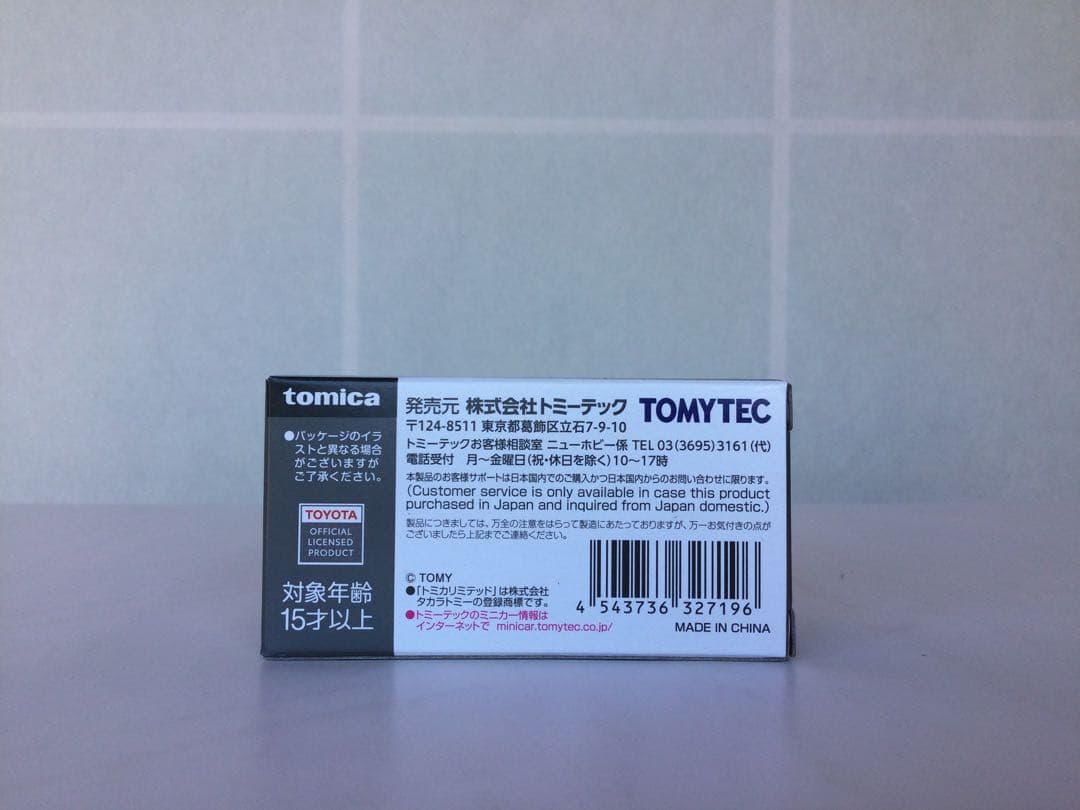 tomica
●パッケージのイラ
ストと異なる場合
がございますが
ご了承ください。
TOYOTA
OFFICIAL
LICENSED
PRODUCT
対象年齢
15才以上
発売元 株式会社トミーテック TOMYTEC
〒124-8511 東京都葛飾区立石7-9-10
トミーテックお客様相談室 ニューホビー係 TEL 03(3695)3161(代)
電話受付 月～金曜日(祝・休日を除く)10～17時
本製品のお客様サポートは日本国内でのご購入かつ日本国内からのお問い合わせに限ります。
(Customer service is only available in case this product
purchased in Japan and inquired from Japan domestic.)
製品につきましては、万全の注意をはらって製造にあたっておりますが、万一お気付きの点が
ございましたら上記までご連絡ください。
© TOMY
●「トミカリミテッド」は株式会社
タカラトミーの登録商標です。
●トミーテックのミニカー情報は
インターネットで minicar.tomytec.co.jp/
4 543736 327196
MADE IN CHINA